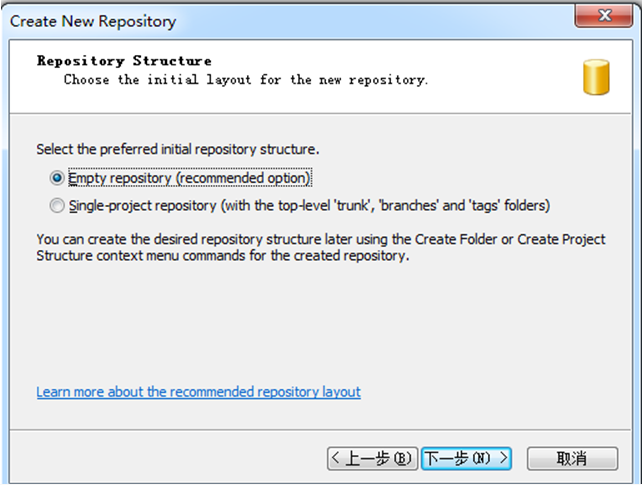 Create New Repository
Repository Structure
Choose the initial layout for the new repository.
Select the preferred initial repository structure.
Empty repository (recommended option)
Single-project repository (with the top-level 'trunk', 'branches' and 'tags' folders)
You can create the desired repository structure later using the Create Folder or Create Project
Structure context menu commands for the created repository.
Learn more about the recommended repository layout
< 上一步(B) 下一步(N) > 取消